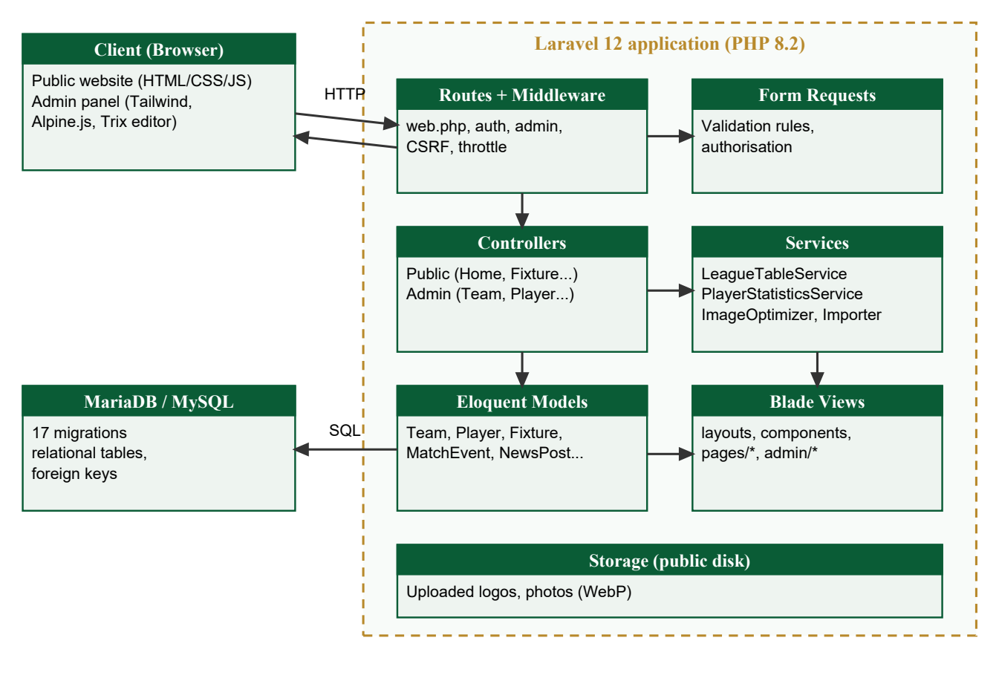 Laravel 12 application (PHP 8.2)
Client (Browser)
Public website (HTML/CSS/JS)
Admin panel (Tailwind,
Alpine.js, Trix editor)
HTTP
Routes + Middleware
web.php, auth, admin,
CSRF, throttle
Form Requests
Validation rules,
authorisation
Controllers
Public (Home, Fixture...)
Admin (Team, Player...)
Services
LeagueTableService
PlayerStatisticsService
ImageOptimizer, Importer
MariaDB / MySQL
17 migrations
relational tables,
foreign keys
SQL
Eloquent Models
Team, Player, Fixture,
MatchEvent, NewsPost...
Blade Views
layouts, components,
pages/*, admin/*
Storage (public disk)
Uploaded logos, photos (WebP)